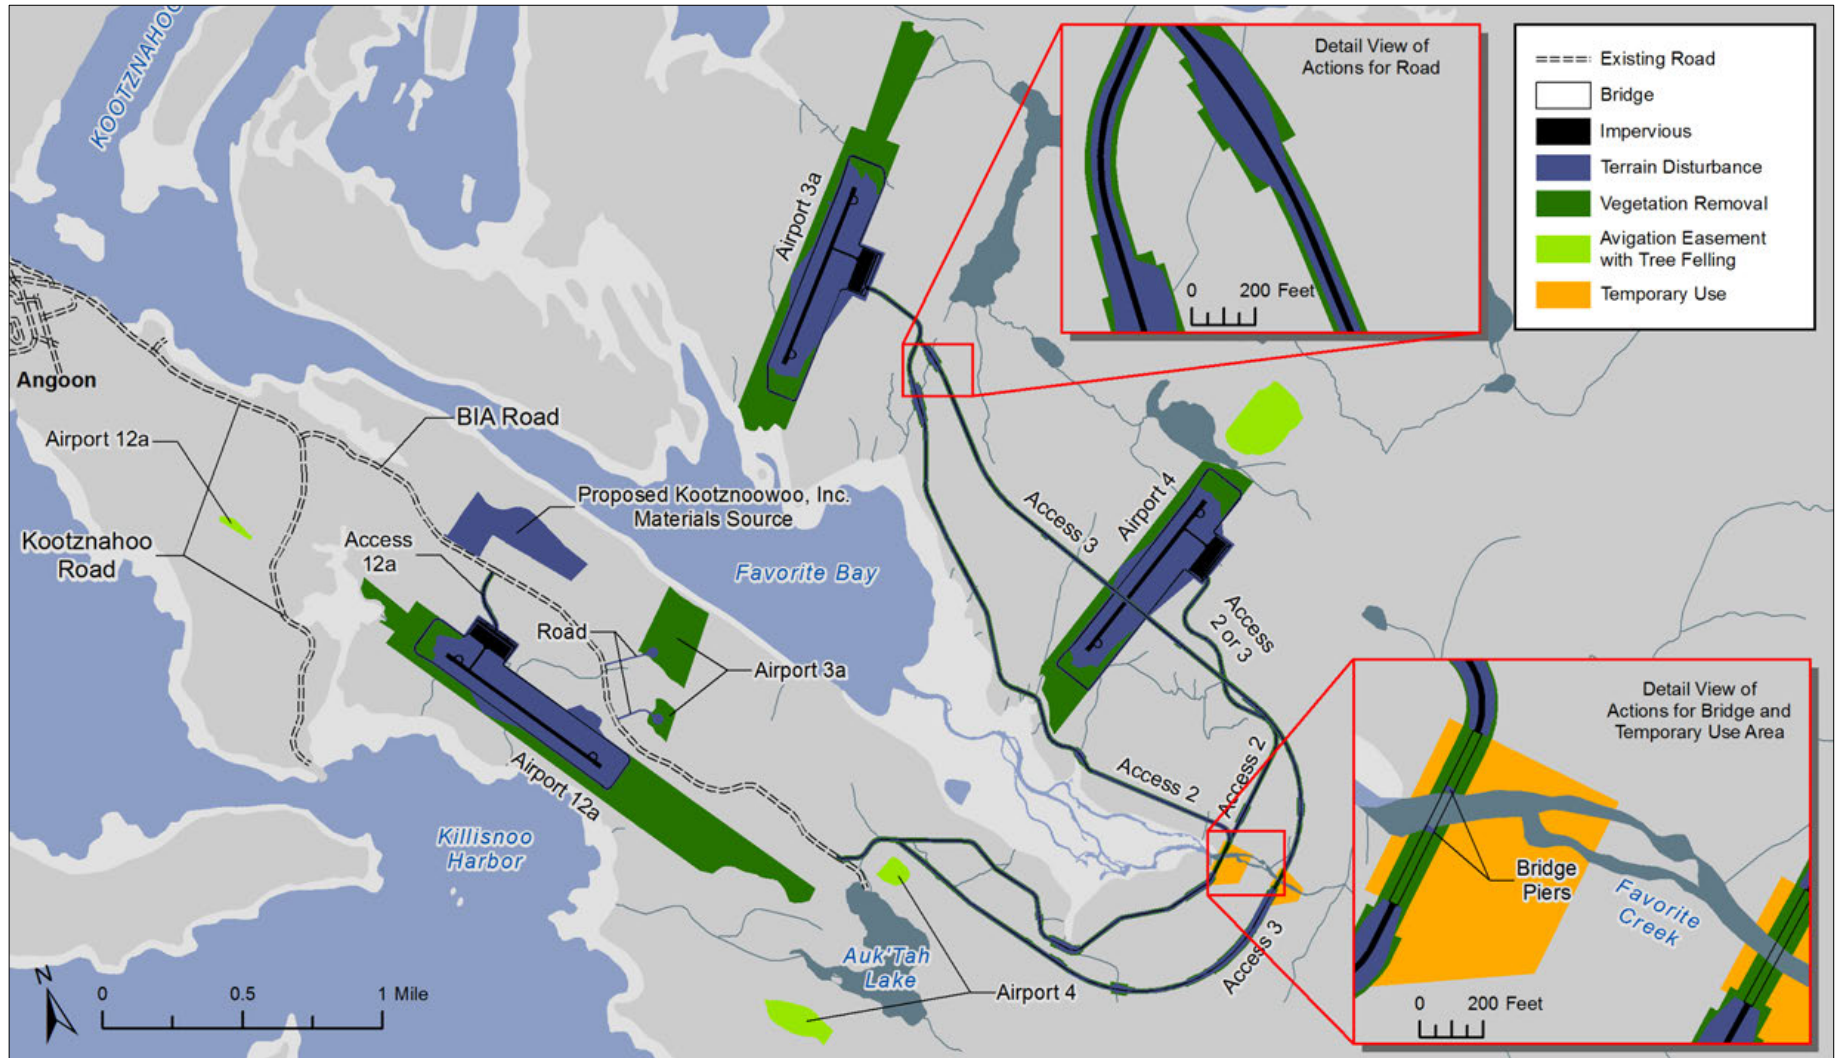 KOOTZNAHOO
Airport 3a
Detail View of
Actions for Road
0 200 Feet
Existing Road
Bridge
Impervious
Terrain Disturbance
Vegetation Removal
Avigation Easement
with Tree Felling
Temporary Use
Angoon
Airport 12a
BIA Road
Kootznahoo
Road
Access
12a
Proposed Kootznoowoo, Inc.
Materials Source
Favorite Bay
Access 3
Airport 4
Access
2 or 3
Road
Airport 3a
Airport 12a
Access 2
Access 2
Killisnoo
Harbor
Auk'Tah
Lake
Airport 4
Access 3
Detail View of
Actions for Bridge and
Temporary Use Area
Bridge
Piers
Favorite
Creek
0 200 Feet
N
0 0.5 1 Mile